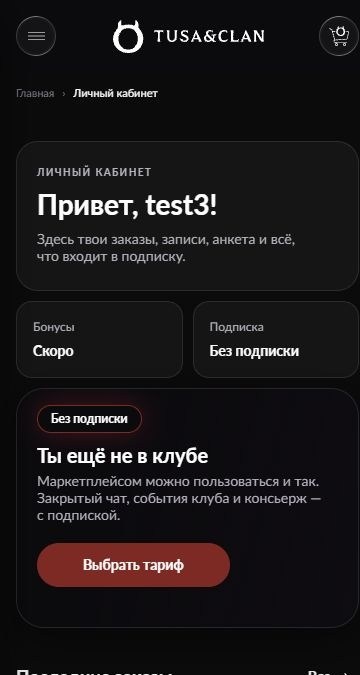 TUSA&CLAN
Главная › Личный кабинет
ЛИЧНЫЙ КАБИНЕТ
Привет, test3!
Здесь твои заказы, записи, анкета и всё,
что входит в подписку.
Бонусы
Скоро
Подписка
Без подписки
Без подписки
Ты ещё не в клубе
Маркетплейсом можно пользоваться и так.
Закрытый чат, события клуба и консьерж —
с подпиской.
Выбрать тариф